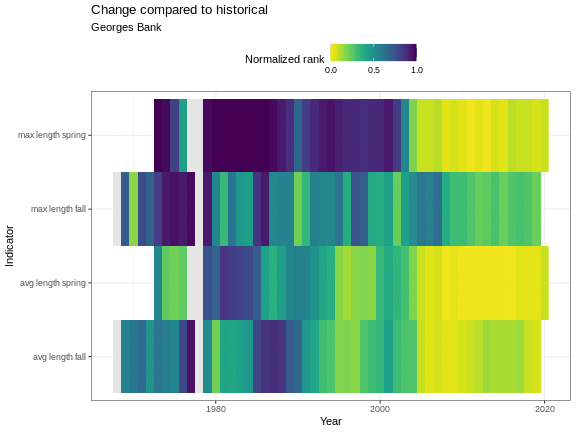 Change compared to historical
Georges Bank
Normalized rank
0.0 0.5 1.0
max length spring
max length fall
avg length spring
avg length fall
Indicator
1980 2000 2020
Year